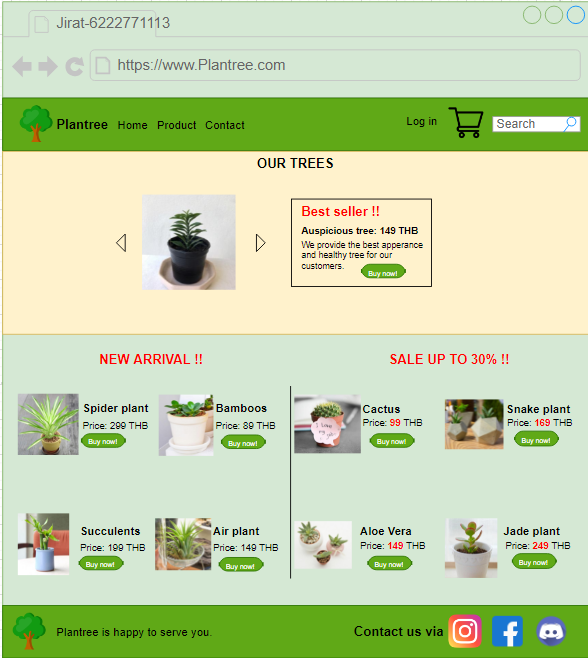 Jirat-6222771113
https://www.Plantree.com
Plantree Home Product Contact Log in Search
OUR TREES
Best seller !!
Auspicious tree: 149 THB
We provide the best apperance
and healthy tree for our
customers.
Buy now!
NEW ARRIVAL !!
SALE UP TO 30% !!
Spider plant
Price: 299 THB
Buy now!
Bamboos
Price: 89 THB
Buy now!
Cactus
Price: 99 THB
Buy now!
Snake plant
Price: 169 THB
Buy now!
Succulents
Price: 199 THB
Buy now!
Air plant
Price: 149 THB
Buy now!
Aloe Vera
Price: 149 THB
Buy now!
Jade plant
Price: 249 THB
Buy now!
Plantree is happy to serve you.
Contact us via